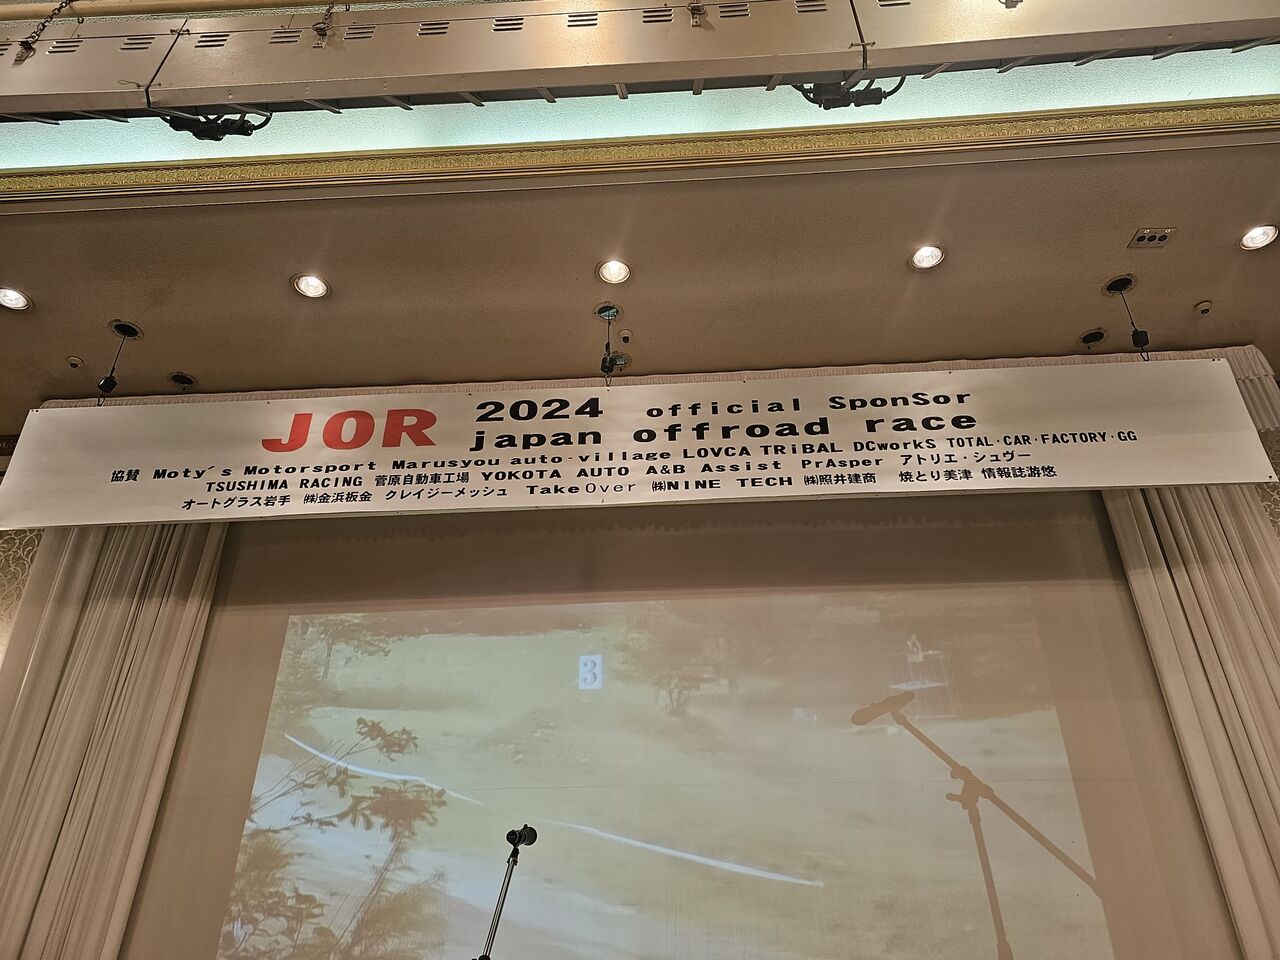 JOR 2024 official SponSor
japan offroad race
協賛 Moty's Motorsport Marusyou auto-village LOVCA TRiBAL DCworkS TOTAL・CAR・FACTORY・GG
TSUSHIMA RACING 菅原自動車工場 YOKOTA AUTO A&B Assist PrAsper アトリエ・シュヴー
オートグラス岩手 ㈱金浜板金 クレイジーメッシュ TakeOver ㈱NINE TECH ㈱照井建商 焼とり美津 情報誌游悠
3